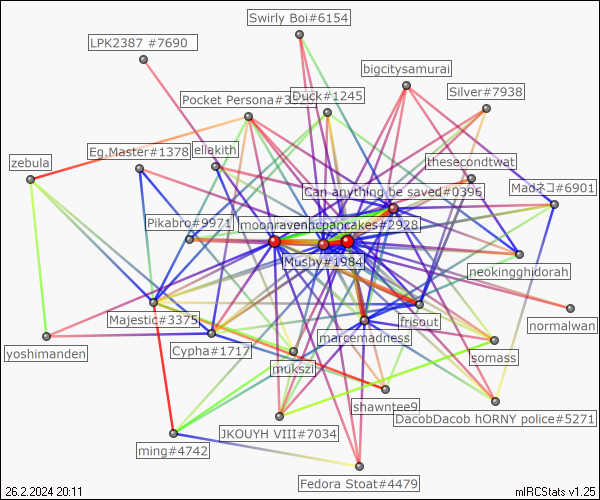 Swirly Boi#6154
LPK2387 #7690
bigcitysamurai
Silver#7938
Duck#1245
Pocket Persona#3
Eg.Master#1378
eliakith
zebula
thesecondtwat
Can anything be saved#0396
Madネコ#6901
Pikabro#9971
moonraven
pancakes#2928
Mushy#1984
neokingghidorah
Majestic#3375
frisout
normalwan
marcemadness
yoshimanden
Cypha#1717
somass
mukszi
shawntee9
DacobDacob hORNY police#5271
JKOUYH VIII#7034
ming#4742
Fedora Stoat#4479
26.2.2024 20:11
mIRCStats v1.25